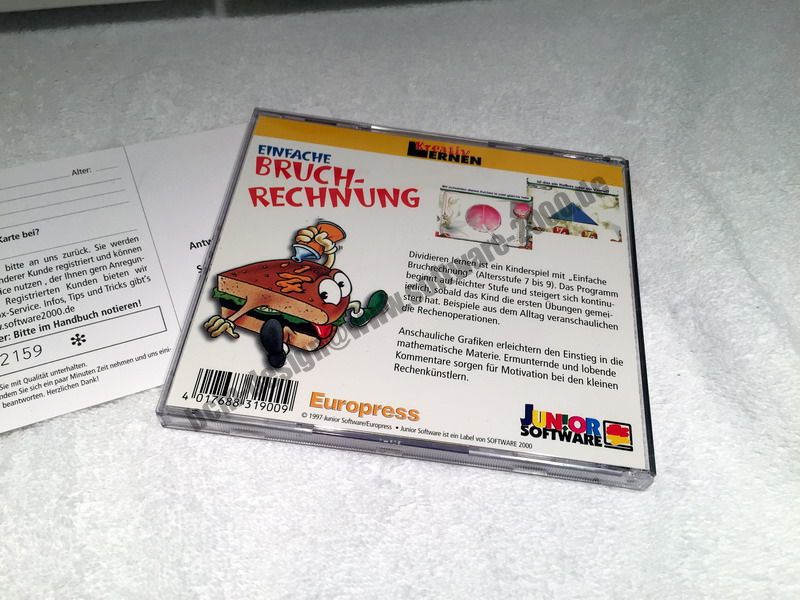 Alter:
Karte bei?
bitte an uns zurück. Sie werden
anderer Kunde registriert und können
nutzen , der Ihnen gern Anregun-
Registrierten Kunden bieten wir
x-Service. Infos, Tips und Tricks gibt's
software2000.de
Bitte im Handbuch notieren!
2159 *
Sie mit Qualität unterhalten.
nden Sie sich ein paar Minuten Zeit nehmen und uns eini-
beantworten. Herzlichen Dank!
Antw
S
Kreativ
LERNEN
EINFACHE
BRUCH-
RECHNUNG
Dividieren lernen ist ein Kinderspiel mit „Einfache
Bruchrechnung" (Altersstufe 7 bis 9). Das Programm
beginnt auf leichter Stufe und steigert sich kontinu-
ierlich, sobald das Kind die ersten Übungen gemei-
stert hat. Beispiele aus dem Alltag veranschaulichen
die Rechenoperationen.
Anschauliche Grafiken erleichtern den Einstieg in die
mathematische Materie. Ermunternde und lobende
Kommentare sorgen für Motivation bei den kleinen
Rechenkünstlern.
4 017688 319009
Europress
© 1997 Junior Software/Europress • Junior Software ist ein Label von SOFTWARE 2000
JUNIOR
SOFTWARE